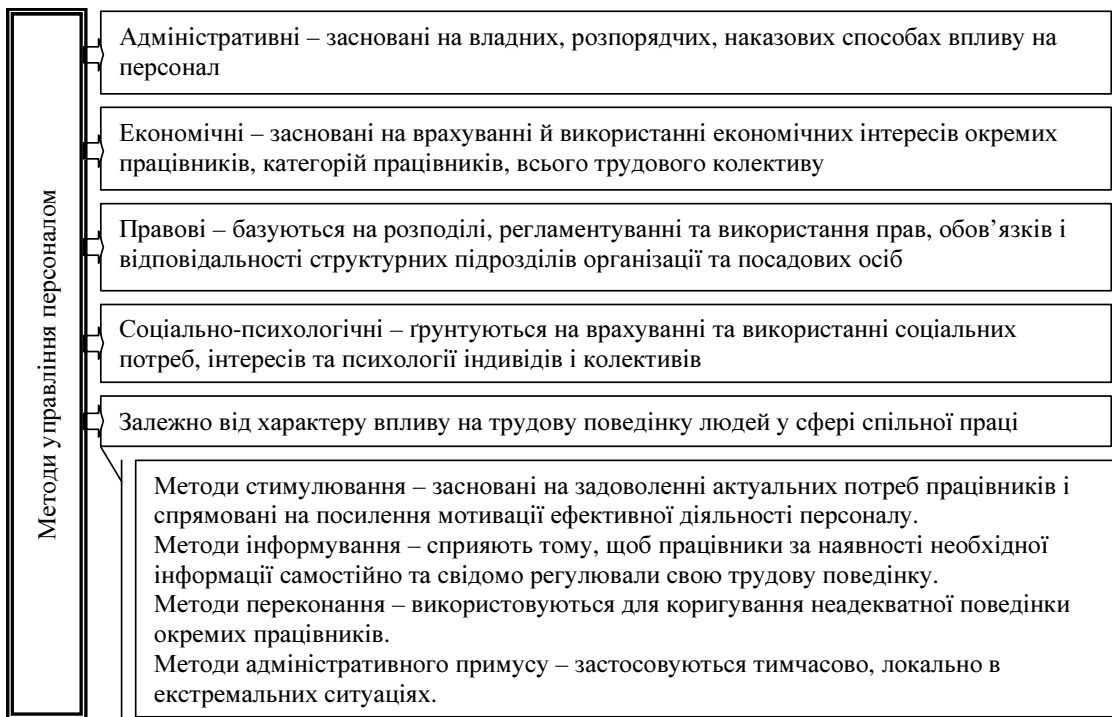 Методи управління персоналом
Адміністративні – засновані на владних, розпорядчих, наказових способах впливу на
персонал
Економічні – засновані на врахуванні й використанні економічних інтересів окремих
працівників, категорій працівників, всього трудового колективу
Правові – базуються на розподілі, регламентуванні та використання прав, обов’язків і
відповідальності структурних підрозділів організації та посадових осіб
Соціально-психологічні – ґрунтуються на врахуванні та використанні соціальних
потреб, інтересів та психології індивідів і колективів
Залежно від характеру впливу на трудову поведінку людей у сфері спільної праці
Методи стимулювання – засновані на задоволенні актуальних потреб працівників і
спрямовані на посилення мотивації ефективної діяльності персоналу.
Методи інформування – сприяють тому, щоб працівники за наявності необхідної
інформації самостійно та свідомо регулювали свою трудову поведінку.
Методи переконання – використовуються для коригування неадекватної поведінки
окремих працівників.
Методи адміністративного примусу – застосовуються тимчасово, локально в
екстремальних ситуаціях.